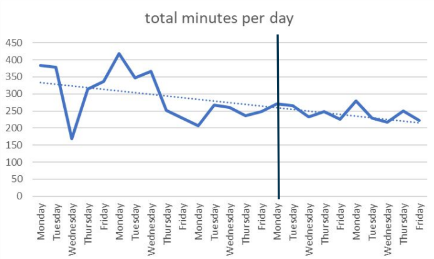 total minutes per day
450
400
350
300
250
200
150
100
50
0
Monday
Tuesday
Wednesday
Thursday
Friday
Monday
Tuesday
Wednesday
Thursday
Friday
Monday
Tuesday
Wednesday
Thursday
Friday
Monday
Tuesday
Wednesday
Thursday
Friday
Monday
Tuesday
Wednesday
Thursday
Friday